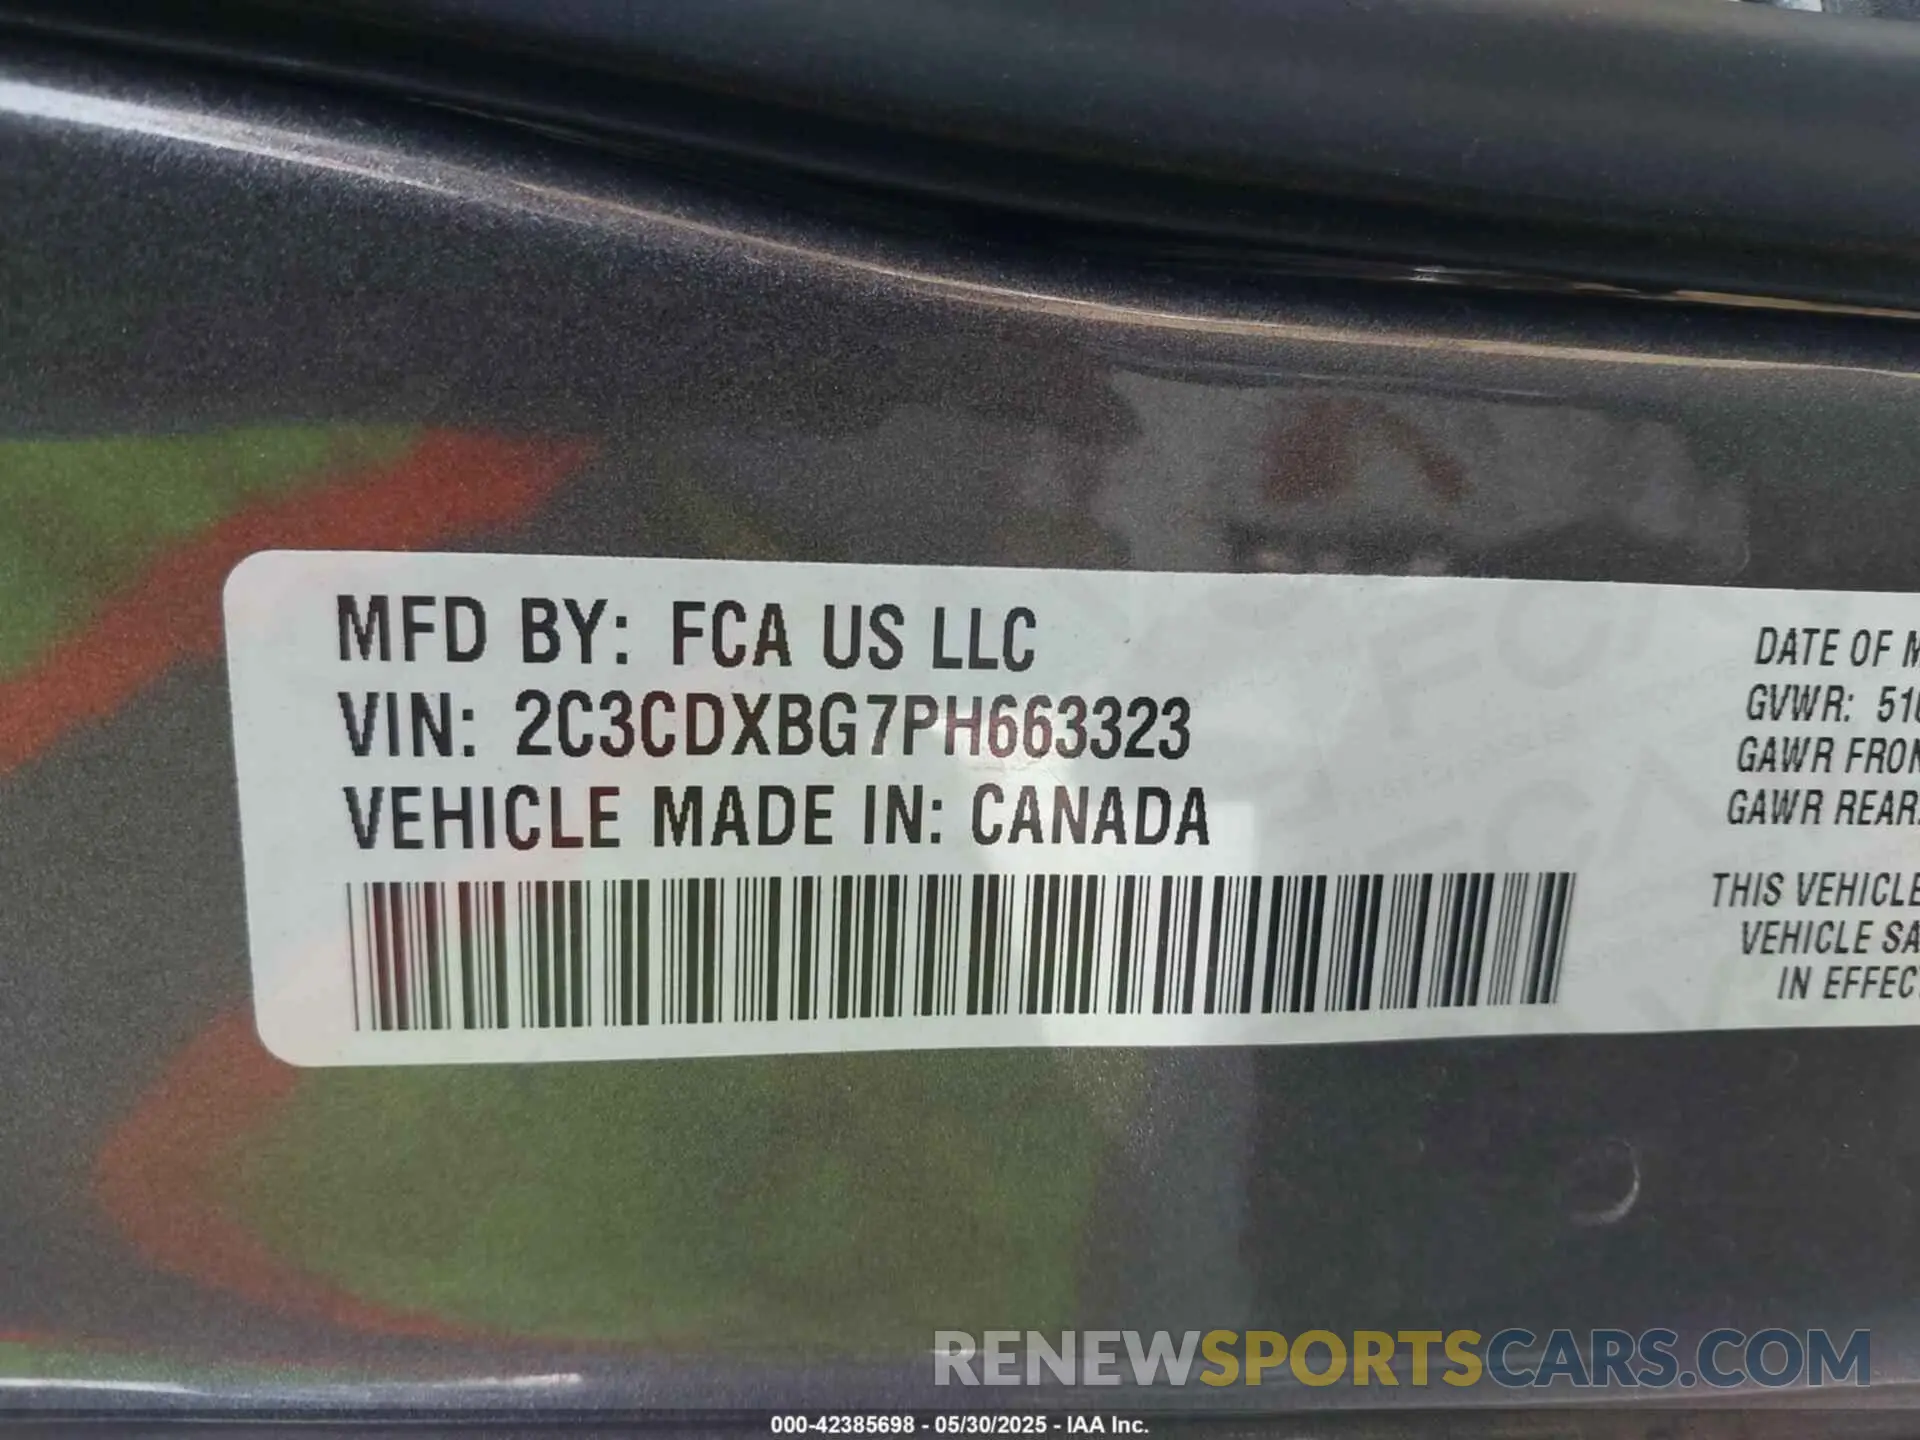 MFD BY: FCA US LLC
VIN: 2C3CDXBG7PH663323
VEHICLE MADE IN: CANADA
DATE OF M
GVWR: 510
GAWR FRON
GAWR REAR:
THIS VEHICLE
VEHICLE SA
IN EFFECT
RENEWSPORTSCARS.COM
000-42385698 - 05/30/2025 - IAA Inc.